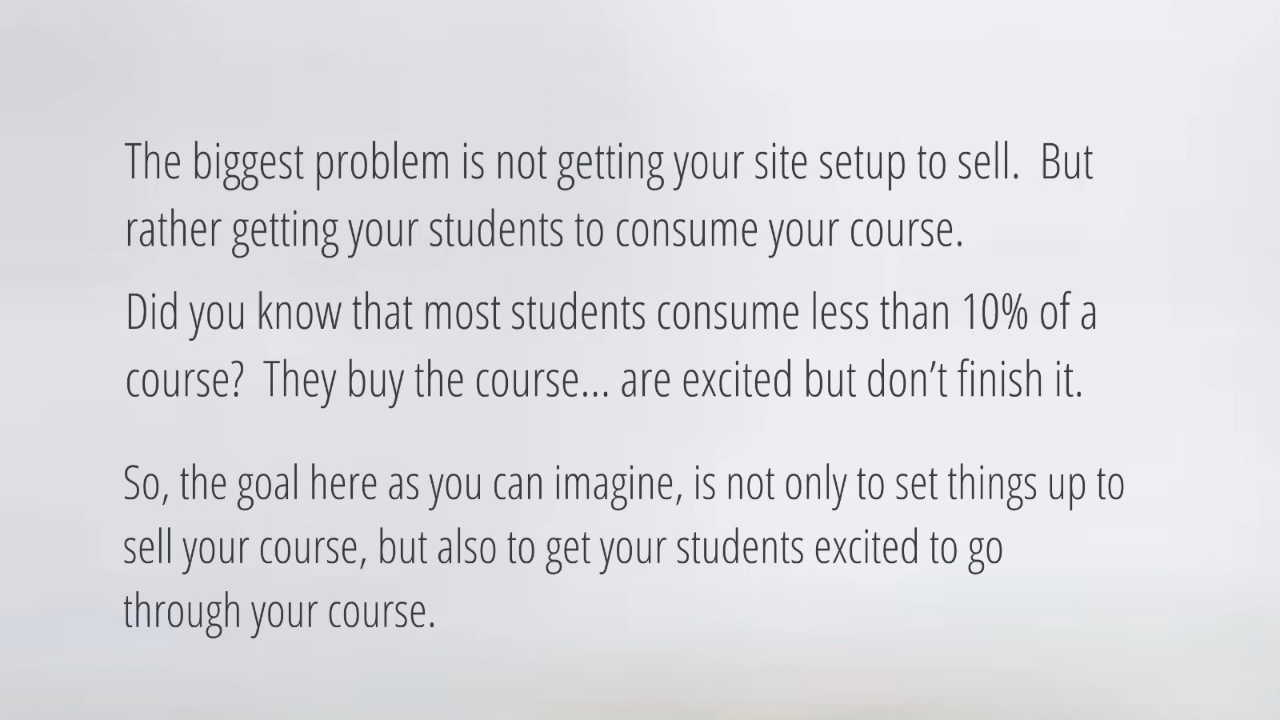 The biggest problem is not getting your site setup to sell.  But
rather getting your students to consume your course.
Did you know that most students consume less than 10% of a
course?  They buy the course... are excited but don’t finish it.
So, the goal here as you can imagine, is not only to set things up to
sell your course, but also to get your students excited to go
through your course.